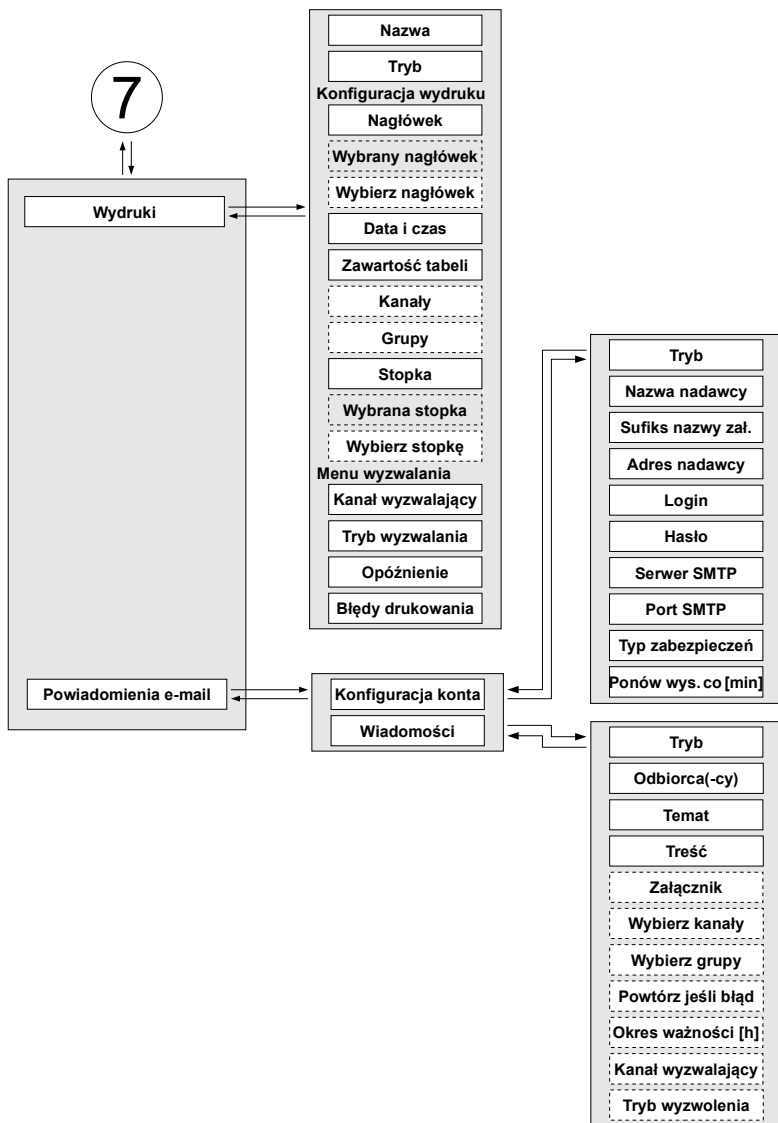 7
Wydruki
Powiadomienia e-mail
Nazwa
Tryb
Konfiguracja wydruku
Nagłówek
Wybrany nagłówek
Wybierz nagłówek
Data i czas
Zawartość tabeli
Kanały
Grupy
Stopka
Wybrana stopka
Wybierz stopkę
Menu wyzwalania
Kanał wyzwalający
Tryb wyzwalania
Opóźnienie
Błędy drukowania
Konfiguracja konta
Wiadomości
Tryb
Nazwa nadawcy
Sufiks nazwy zał.
Adres nadawcy
Login
Hasło
Serwer SMTP
Port SMTP
Typ zabezpieczeń
Ponów wys. co [min]
Tryb
Odbiorca(-cy)
Temat
Treść
Załącznik
Wybierz kanały
Wybierz grupy
Powtórz jeśli błąd
Okres ważności [h]
Kanał wyzwalający
Tryb wyzwolenia